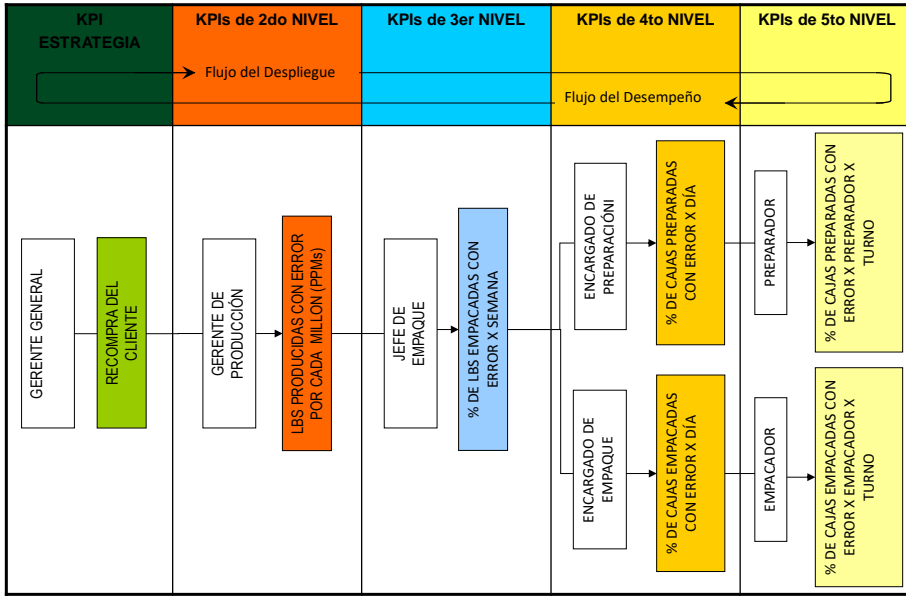 KPI
ESTRATEGIA
KPIs de 2do NIVEL
KPIs de 3er NIVEL
KPIs de 4to NIVEL
KPIs de 5to NIVEL
Flujo del Despliegue
Flujo del Desempeño
GERENTE GENERAL
RECOMPRA DEL
CLIENTE
GERENTE DE
PRODUCCIÓN
LBS PRODUCIDAS CON ERROR
POR CADA MILLON (PPMs)
JEFE DE
EMPAQUE
% DE LBS EMPACADAS CON
ERROR X SEMANA
ENCARGADO DE
PREPARACIÓNI
% DE CAJAS PREPARADAS
CON ERROR X DÍA
PREPARADOR
% DE CAJAS PREPARADAS CON
ERROR X PREPARADOR X
TURNO
ENCARGADO DE
EMPAQUE
% DE CAJAS EMPACADAS
CON ERROR X DÍA
EMPACADOR
% DE CAJAS EMPACADAS CON
ERROR X EMPACADOR X
TURNO